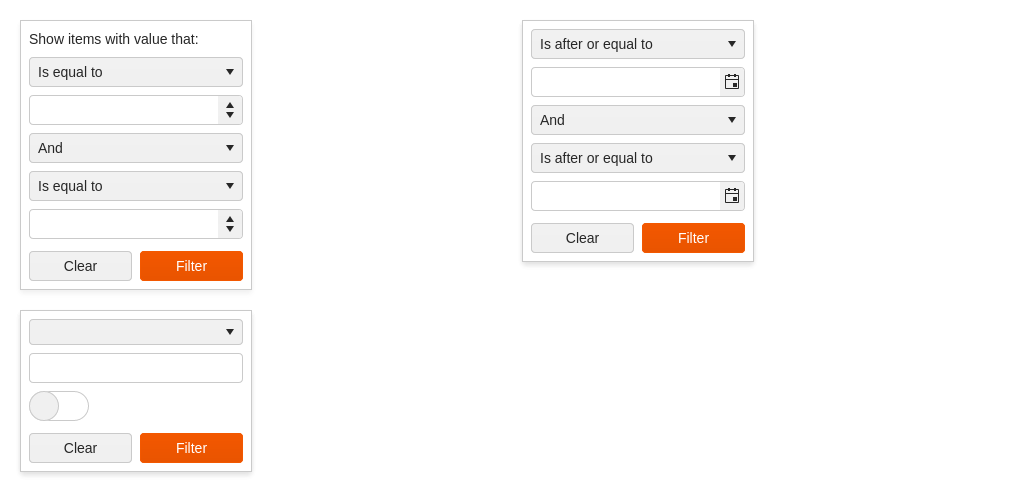 Show items with value that:
Is equal to
And
Is equal to
Clear Filter
Is after or equal to
And
Is after or equal to
Clear Filter
Clear Filter